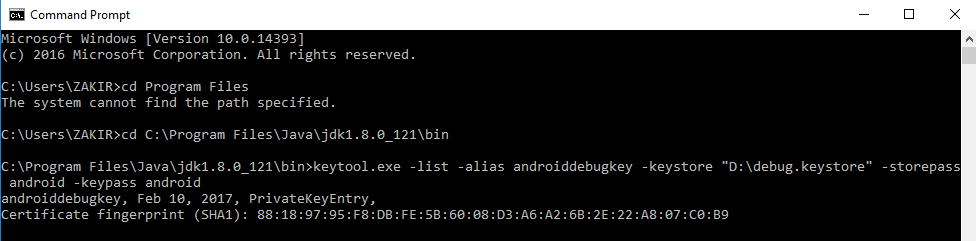 Command Prompt
Microsoft Windows [Version 10.0.14393]
(c) 2016 Microsoft Corporation. All rights reserved.
C:\Users\ZAKIR>cd Program Files
The system cannot find the path specified.
C:\Users\ZAKIR>cd C:\Program Files\Java\jdk1.8.0_121\bin
C:\Program Files\Java\jdk1.8.0_121\bin>keytool.exe -list -alias androiddebugkey -keystore "D:\debug.keystore" -storepass
android -keypass android
androiddebugkey, Feb 10, 2017, PrivateKeyEntry,
Certificate fingerprint (SHA1): 88:18:97:95:F8:DB:FE:5B:60:08:D3:A6:A2:6B:2E:22:A8:07:C0:B9